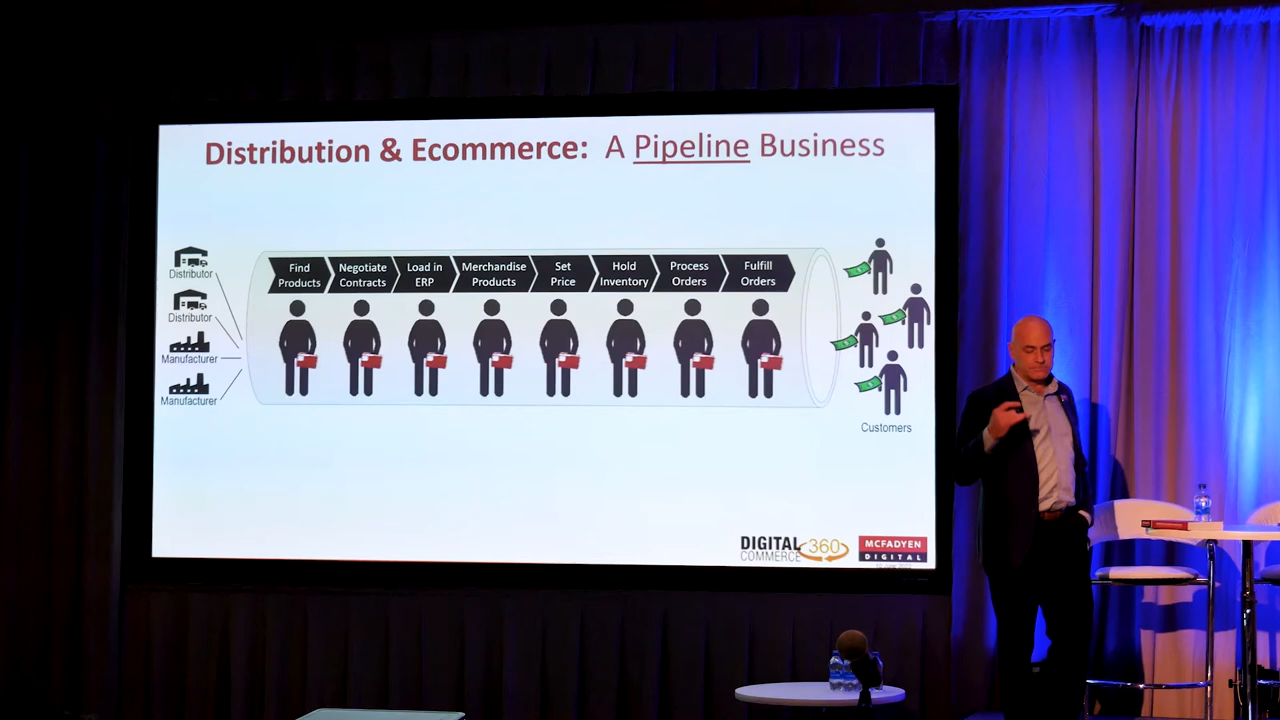 Distribution & Ecommerce: A Pipeline Business
Distributor
Distributor
Manufacturer
Manufacturer
Find Products
Negotiate Contracts
Load in ERP
Merchandise Products
Set Price
Hold Inventory
Process Orders
Fulfill Orders
Customers
DIGITAL
COMMERCE
360
MCFADYEN
DIGITAL